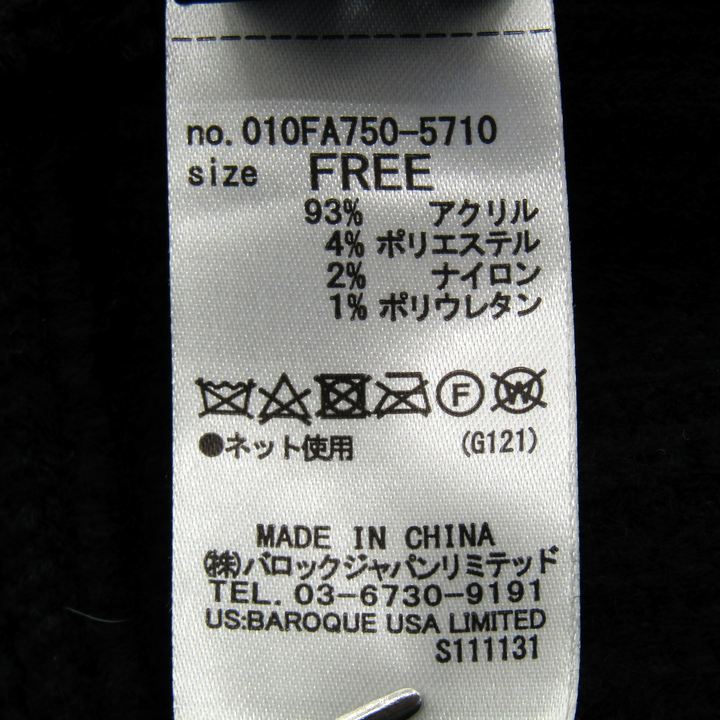 no.010FA750-5710
size FREE
93% アクリル
4% ポリエステル
2% ナイロン
1% ポリウレタン
F W
●ネット使用 (G121)
MADE IN CHINA
㈱バロックジャパンリミテッド
TEL. 03-6730-9191
US:BAROQUE USA LIMITED
S111131